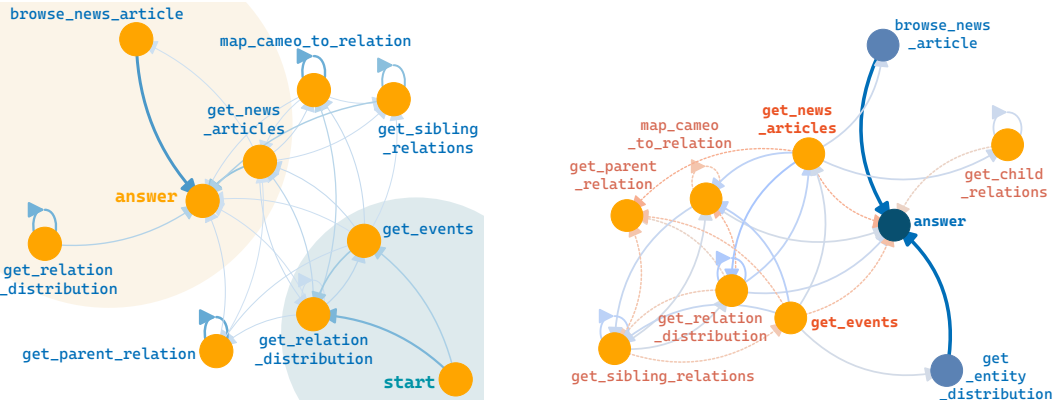 browse_news_article
map_cameo_to_relation
get_news
_articles
get_sibling
_relations
answer
get_events
get_relation
_distribution
get_relation
_distribution
get_parent_relation
start
browse_news
_article
get_news
_articles
map_cameo
_to_relation
get_parent
_relation
get_child
_relations
answer
get_relation
_distribution
get_events
get_sibling_relations
get
_entity
_distribution